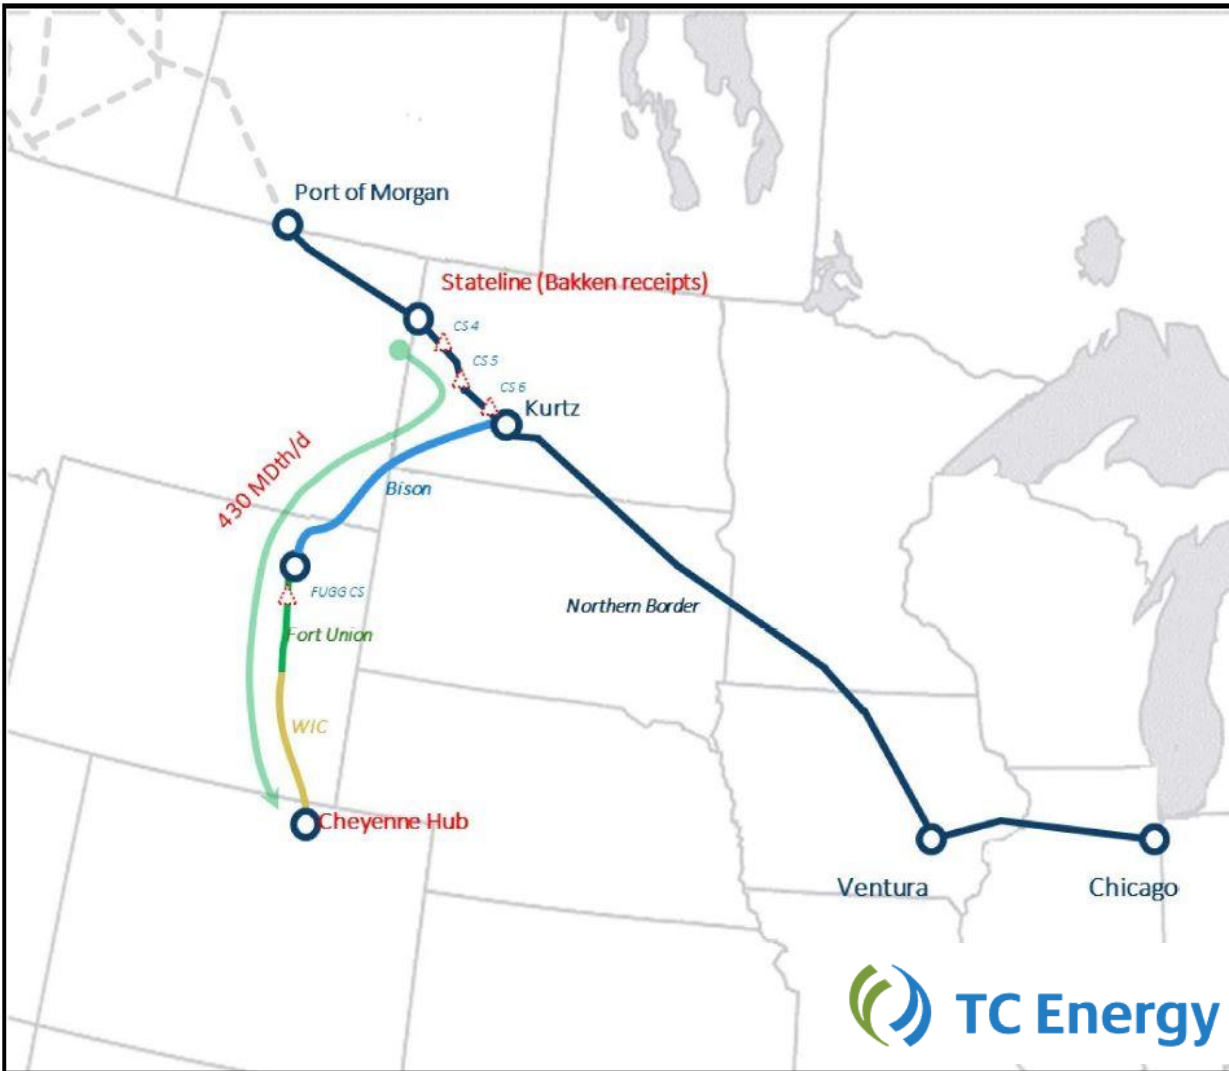 Port of Morgan
Stateline (Bakken receipts)
CS 4
CS 5
CS 6
Kurtz
430 MDth/d
Bison
FUGG CS
Northern Border
Fort Union
WIC
Cheyenne Hub
Ventura
Chicago
TC Energy